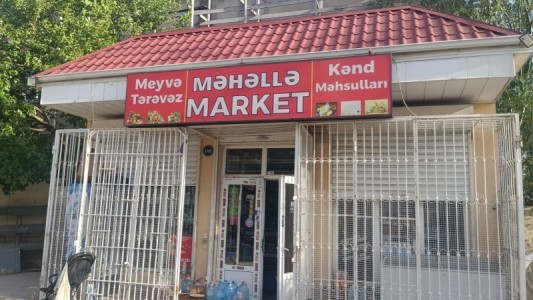 Meyvə
Tərəvəz
MəHəLLə
MARKET
Kənd
Məhsulları